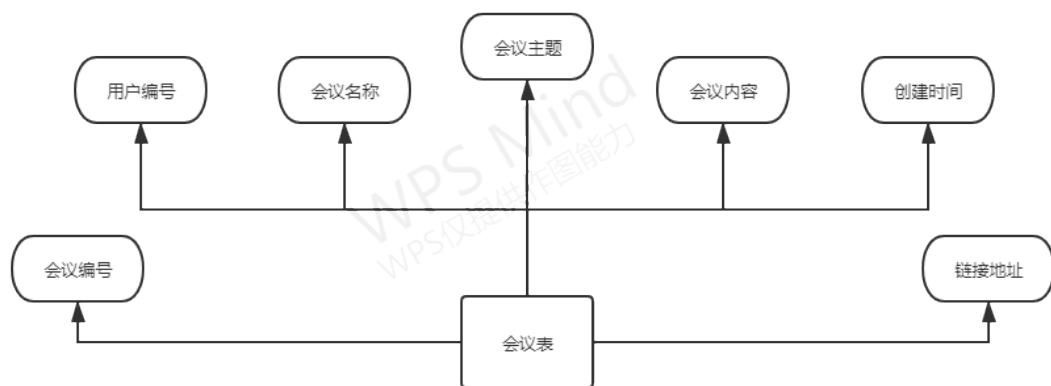 会议主题
用户编号
会议名称
会议内容
创建时间
WPS Mind
WPS仅提供作图能力
会议编号
链接地址
会议表